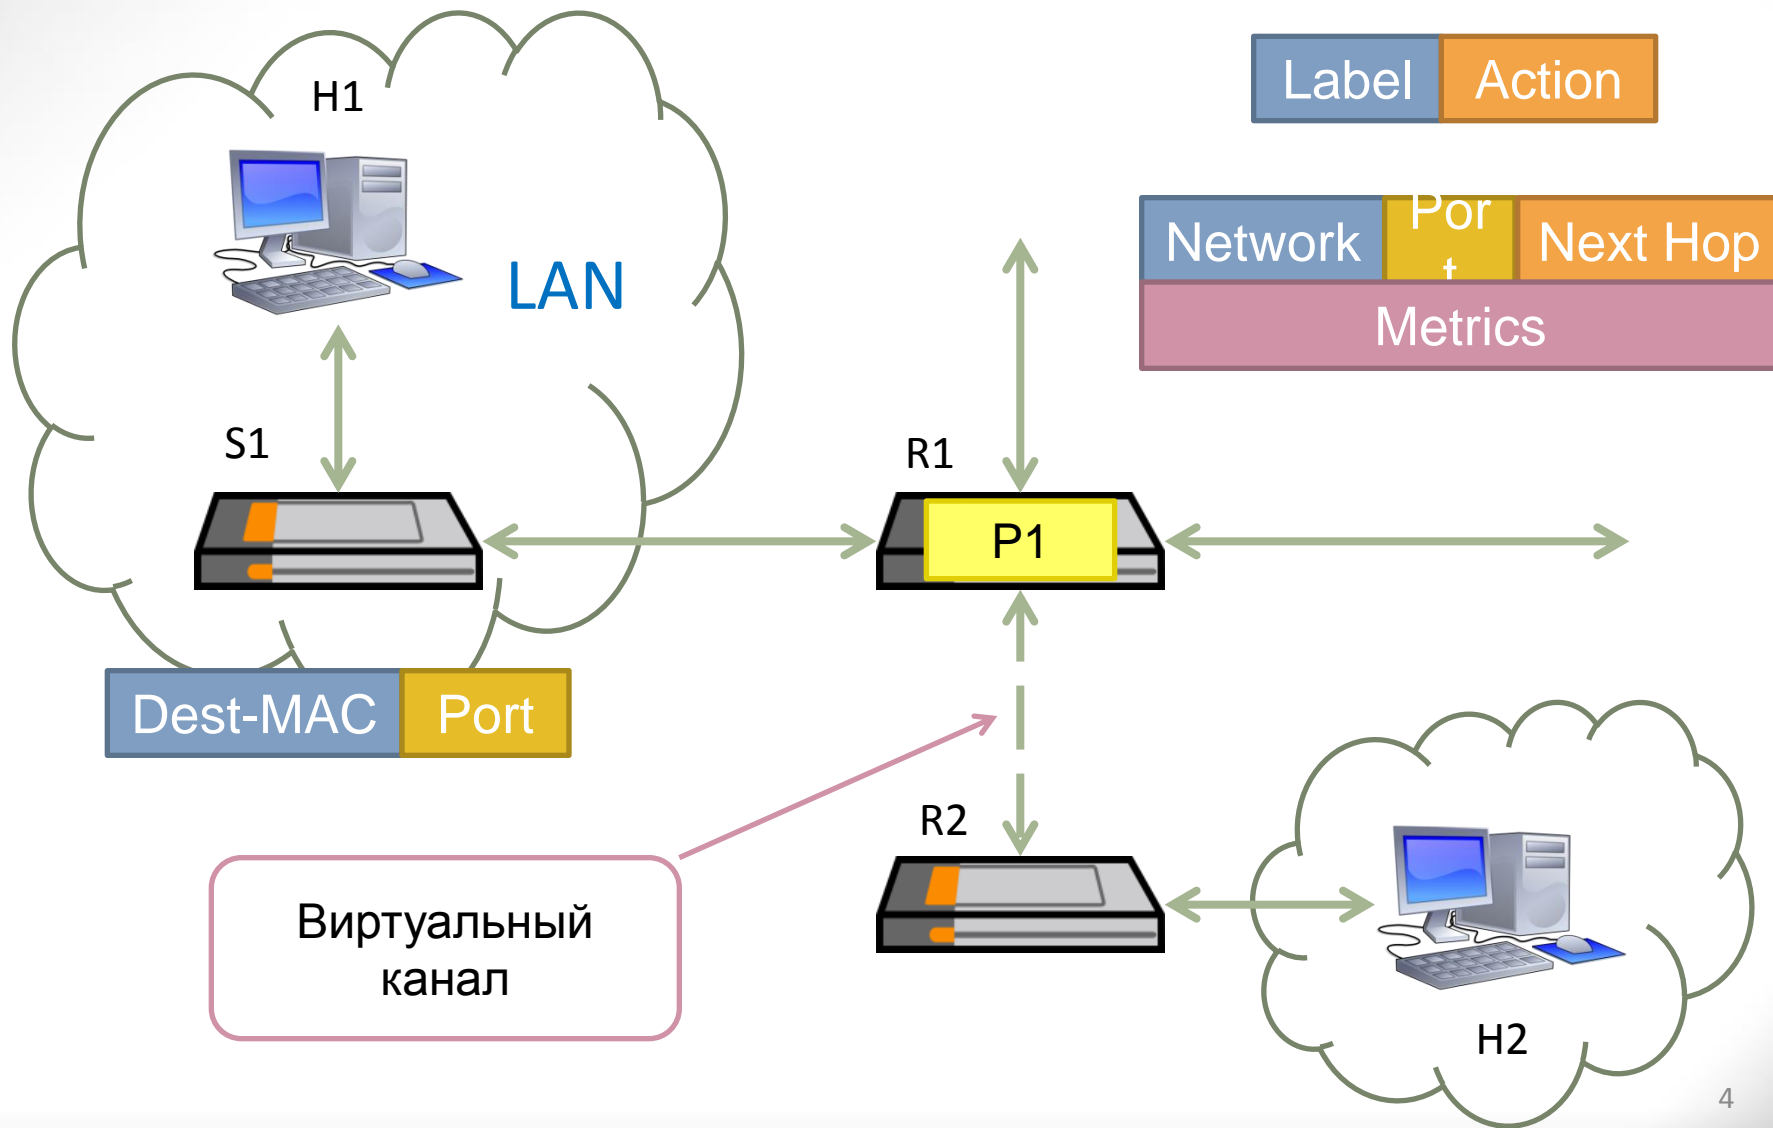 H1
Label Action
Network Por
t Next Hop
LAN
Metrics
S1
R1
P1
Dest-MAC Port
R2
Виртуальный
канал
H2
4